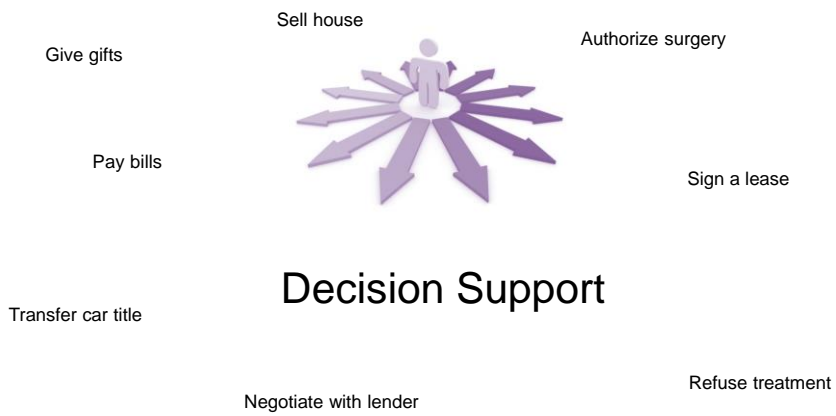 Sell house
Authorize surgery
Give gifts
Pay bills
Sign a lease
Decision Support
Transfer car title
Refuse treatment
Negotiate with lender